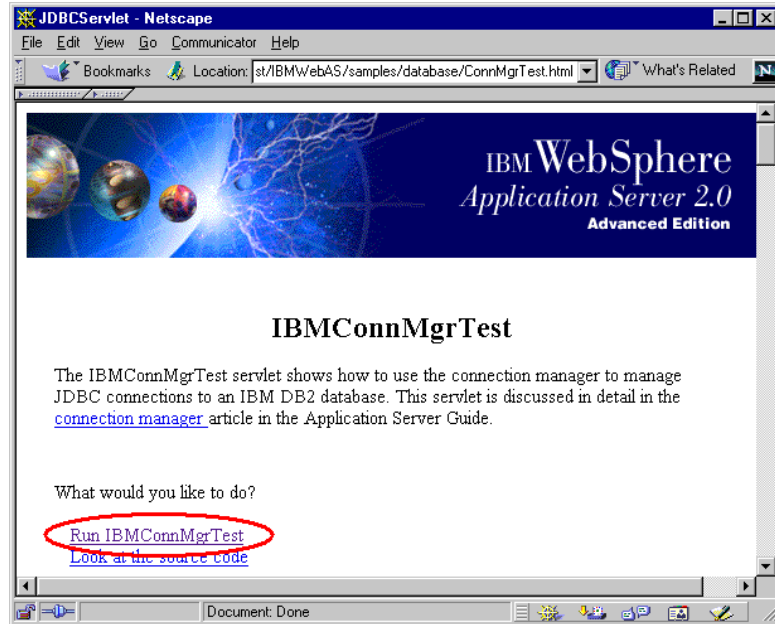 JDBCServlet - Netscape
File Edit View Go Communicator Help
Bookmarks Location: st/IBMWebAS/samples/database/ConnMgrTest.html What's Related N
IBM WebSphere
Application Server 2.0
Advanced Edition
IBMConnMgrTest
The IBMConnMgrTest servlet shows how to use the connection manager to manage
JDBC connections to an IBM DB2 database. This servlet is discussed in detail in the
connection manager article in the Application Server Guide.
What would you like to do?
Run IBMConnMgrTest
Look at the source code
Document: Done